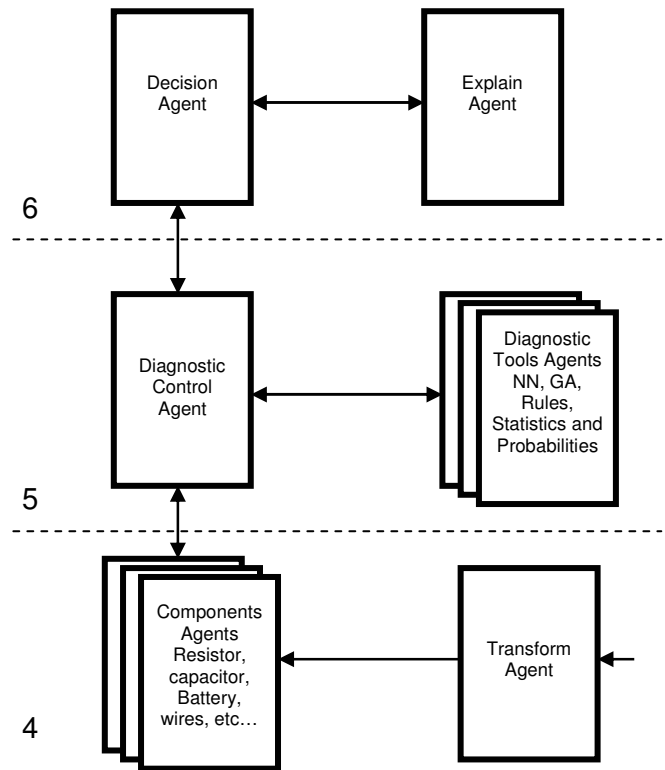 Decision
Agent
Explain
Agent
6
Diagnostic
Control
Agent
Diagnostic
Tools Agents
NN, GA,
Rules,
Statistics and
Probabilities
5
Components
Agents
Resistor,
capacitor,
Battery,
wires, etc…
Transform
Agent
4